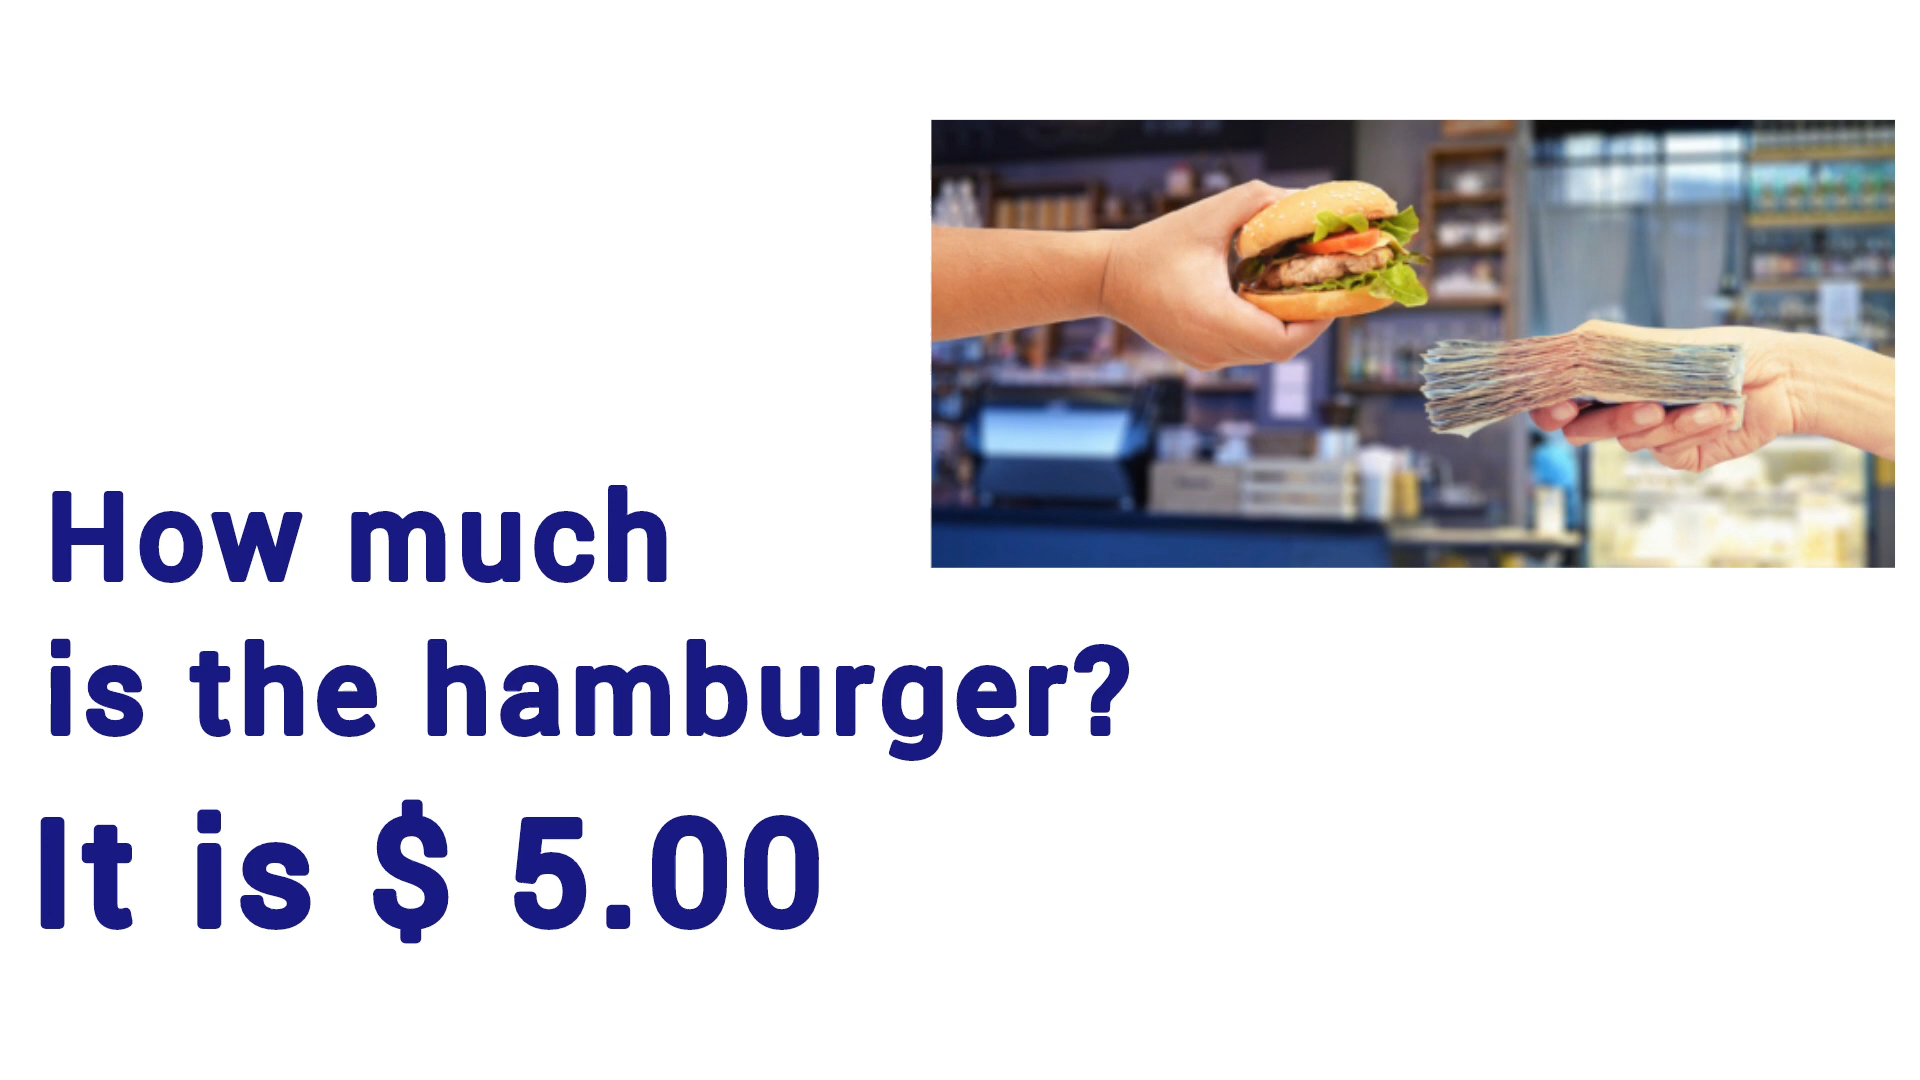 How much
is the hamburger?
It is $ 5.00